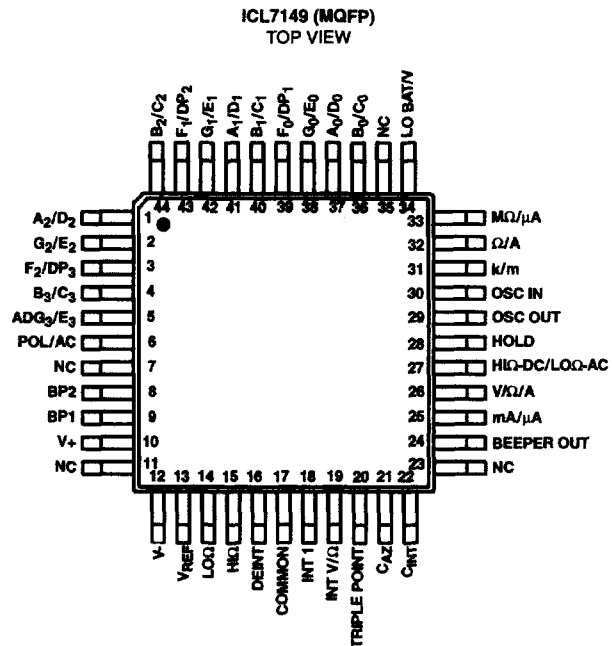 ICL7149 (MQFP)
TOP VIEW
B2/C2
F1/DP2
G1/E1
A1/D1
B1/C1
F0/DP1
G0/E0
A0/D0
B0/C0
NC
LO BAT/V
44 43 42 41 40 39 38 37 36 35 34
A2/D2 1
G2/E2 2
F2/DP3 3
B3/C3 4
ADG3/E3 5
POL/AC 6
NC 7
BP2 8
BP1 9
V+ 10
NC 11
33 MΩ/μA
32 Ω/A
31 k/m
30 OSC IN
29 OSC OUT
28 HOLD
27 HIΩ-DC/LOΩ-AC
26 V/Ω/A
25 mA/μA
24 BEEPER OUT
23 NC
12 13 14 15 16 17 18 19 20 21 22
V-
VREF
LOΩ
HIΩ
DEINT
COMMON
INT 1
INT V/Ω
TRIPLE POINT
CAZ
CINT